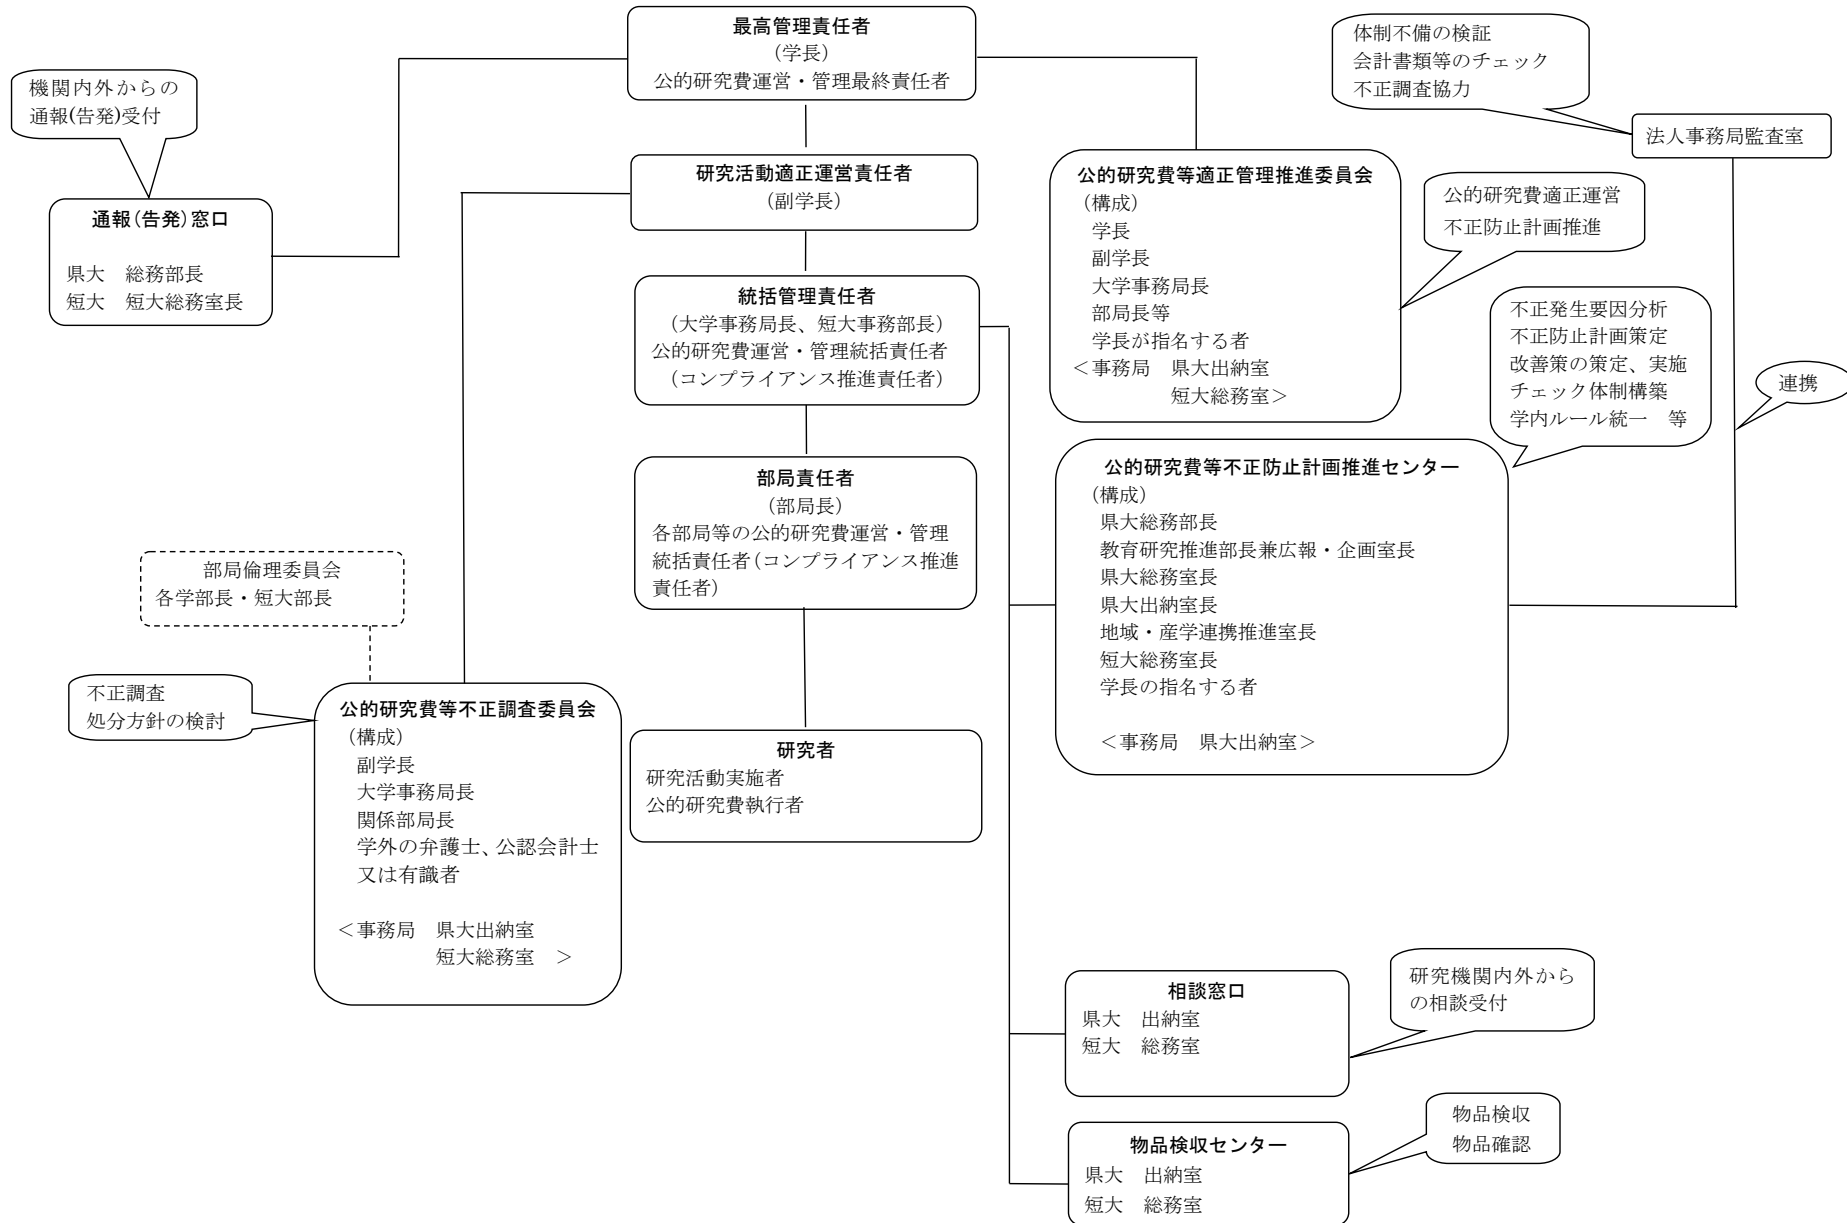 最高管理責任者
（学長）
公的研究費運営・管理最終責任者
体制不備の検証
会計書類等のチェック
不正調査協力
機関内外からの
通報(告発)受付
法人事務局監査室
研究活動適正運営責任者
（副学長）
公的研究費等適正管理推進委員会
（構成）
学長
副学長
大学事務局長
部局長等
学長が指名する者
＜事務局　県大出納室
短大総務室＞
公的研究費適正運営
不正防止計画推進
通報（告発）窓口
県大　総務部長
短大　短大総務室長
統括管理責任者
（大学事務局長、短大事務部長）
公的研究費運営・管理統括責任者
（コンプライアンス推進責任者）
不正発生要因分析
不正防止計画策定
改善策の策定、実施
チェック体制構築
学内ルール統一　等
連携
部局責任者
（部局長）
各部局等の公的研究費運営・管理
統括責任者（コンプライアンス推進
責任者）
公的研究費等不正防止計画推進センター
（構成）
県大総務部長
教育研究推進部長兼広報・企画室長
県大総務室長
県大出納室長
地域・産学連携推進室長
短大総務室長
学長の指名する者
＜事務局　県大出納室＞
部局倫理委員会
各学部長・短大部長
不正調査
処分方針の検討
公的研究費等不正調査委員会
（構成）
副学長
大学事務局長
関係部局長
学外の弁護士、公認会計士
又は有識者
＜事務局　県大出納室
短大総務室　＞
研究者
研究活動実施者
公的研究費執行者
相談窓口
県大　出納室
短大　総務室
研究機関内外から
の相談受付
物品検収センター
県大　出納室
短大　総務室
物品検収
物品確認